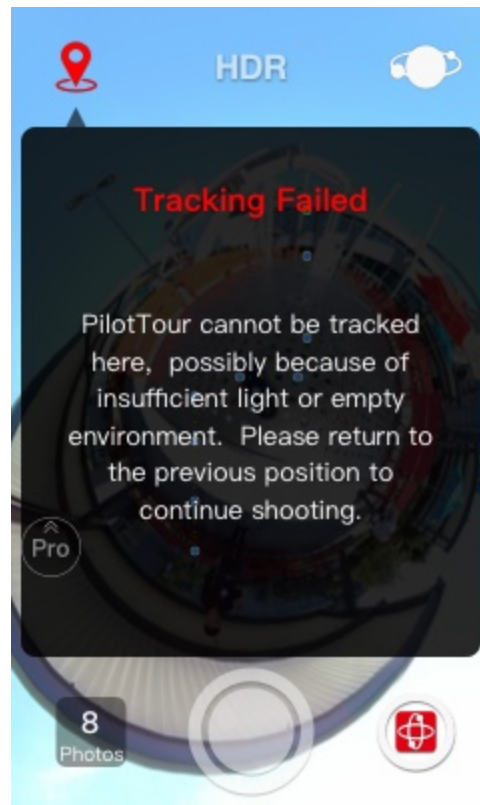 HDR
Tracking Failed
PilotTour cannot be tracked
here, possibly because of
insufficient light or empty
environment. Please return to
the previous position to
continue shooting.
Pro
8
Photos